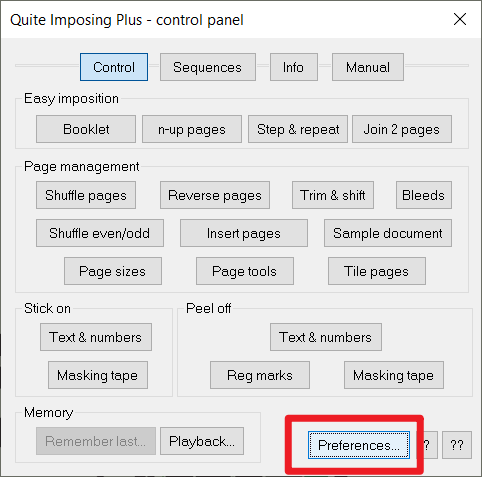 Quite Imposing Plus - control panel
Control Sequences Info Manual
Easy imposition
Booklet n-up pages Step & repeat Join 2 pages
Page management
Shuffle pages Reverse pages Trim & shift Bleeds
Shuffle even/odd Insert pages Sample document
Page sizes Page tools Tile pages
Stick on Peel off
Text & numbers Text & numbers
Masking tape Reg marks Masking tape
Memory
Remember last... Playback... Preferences... ? ??